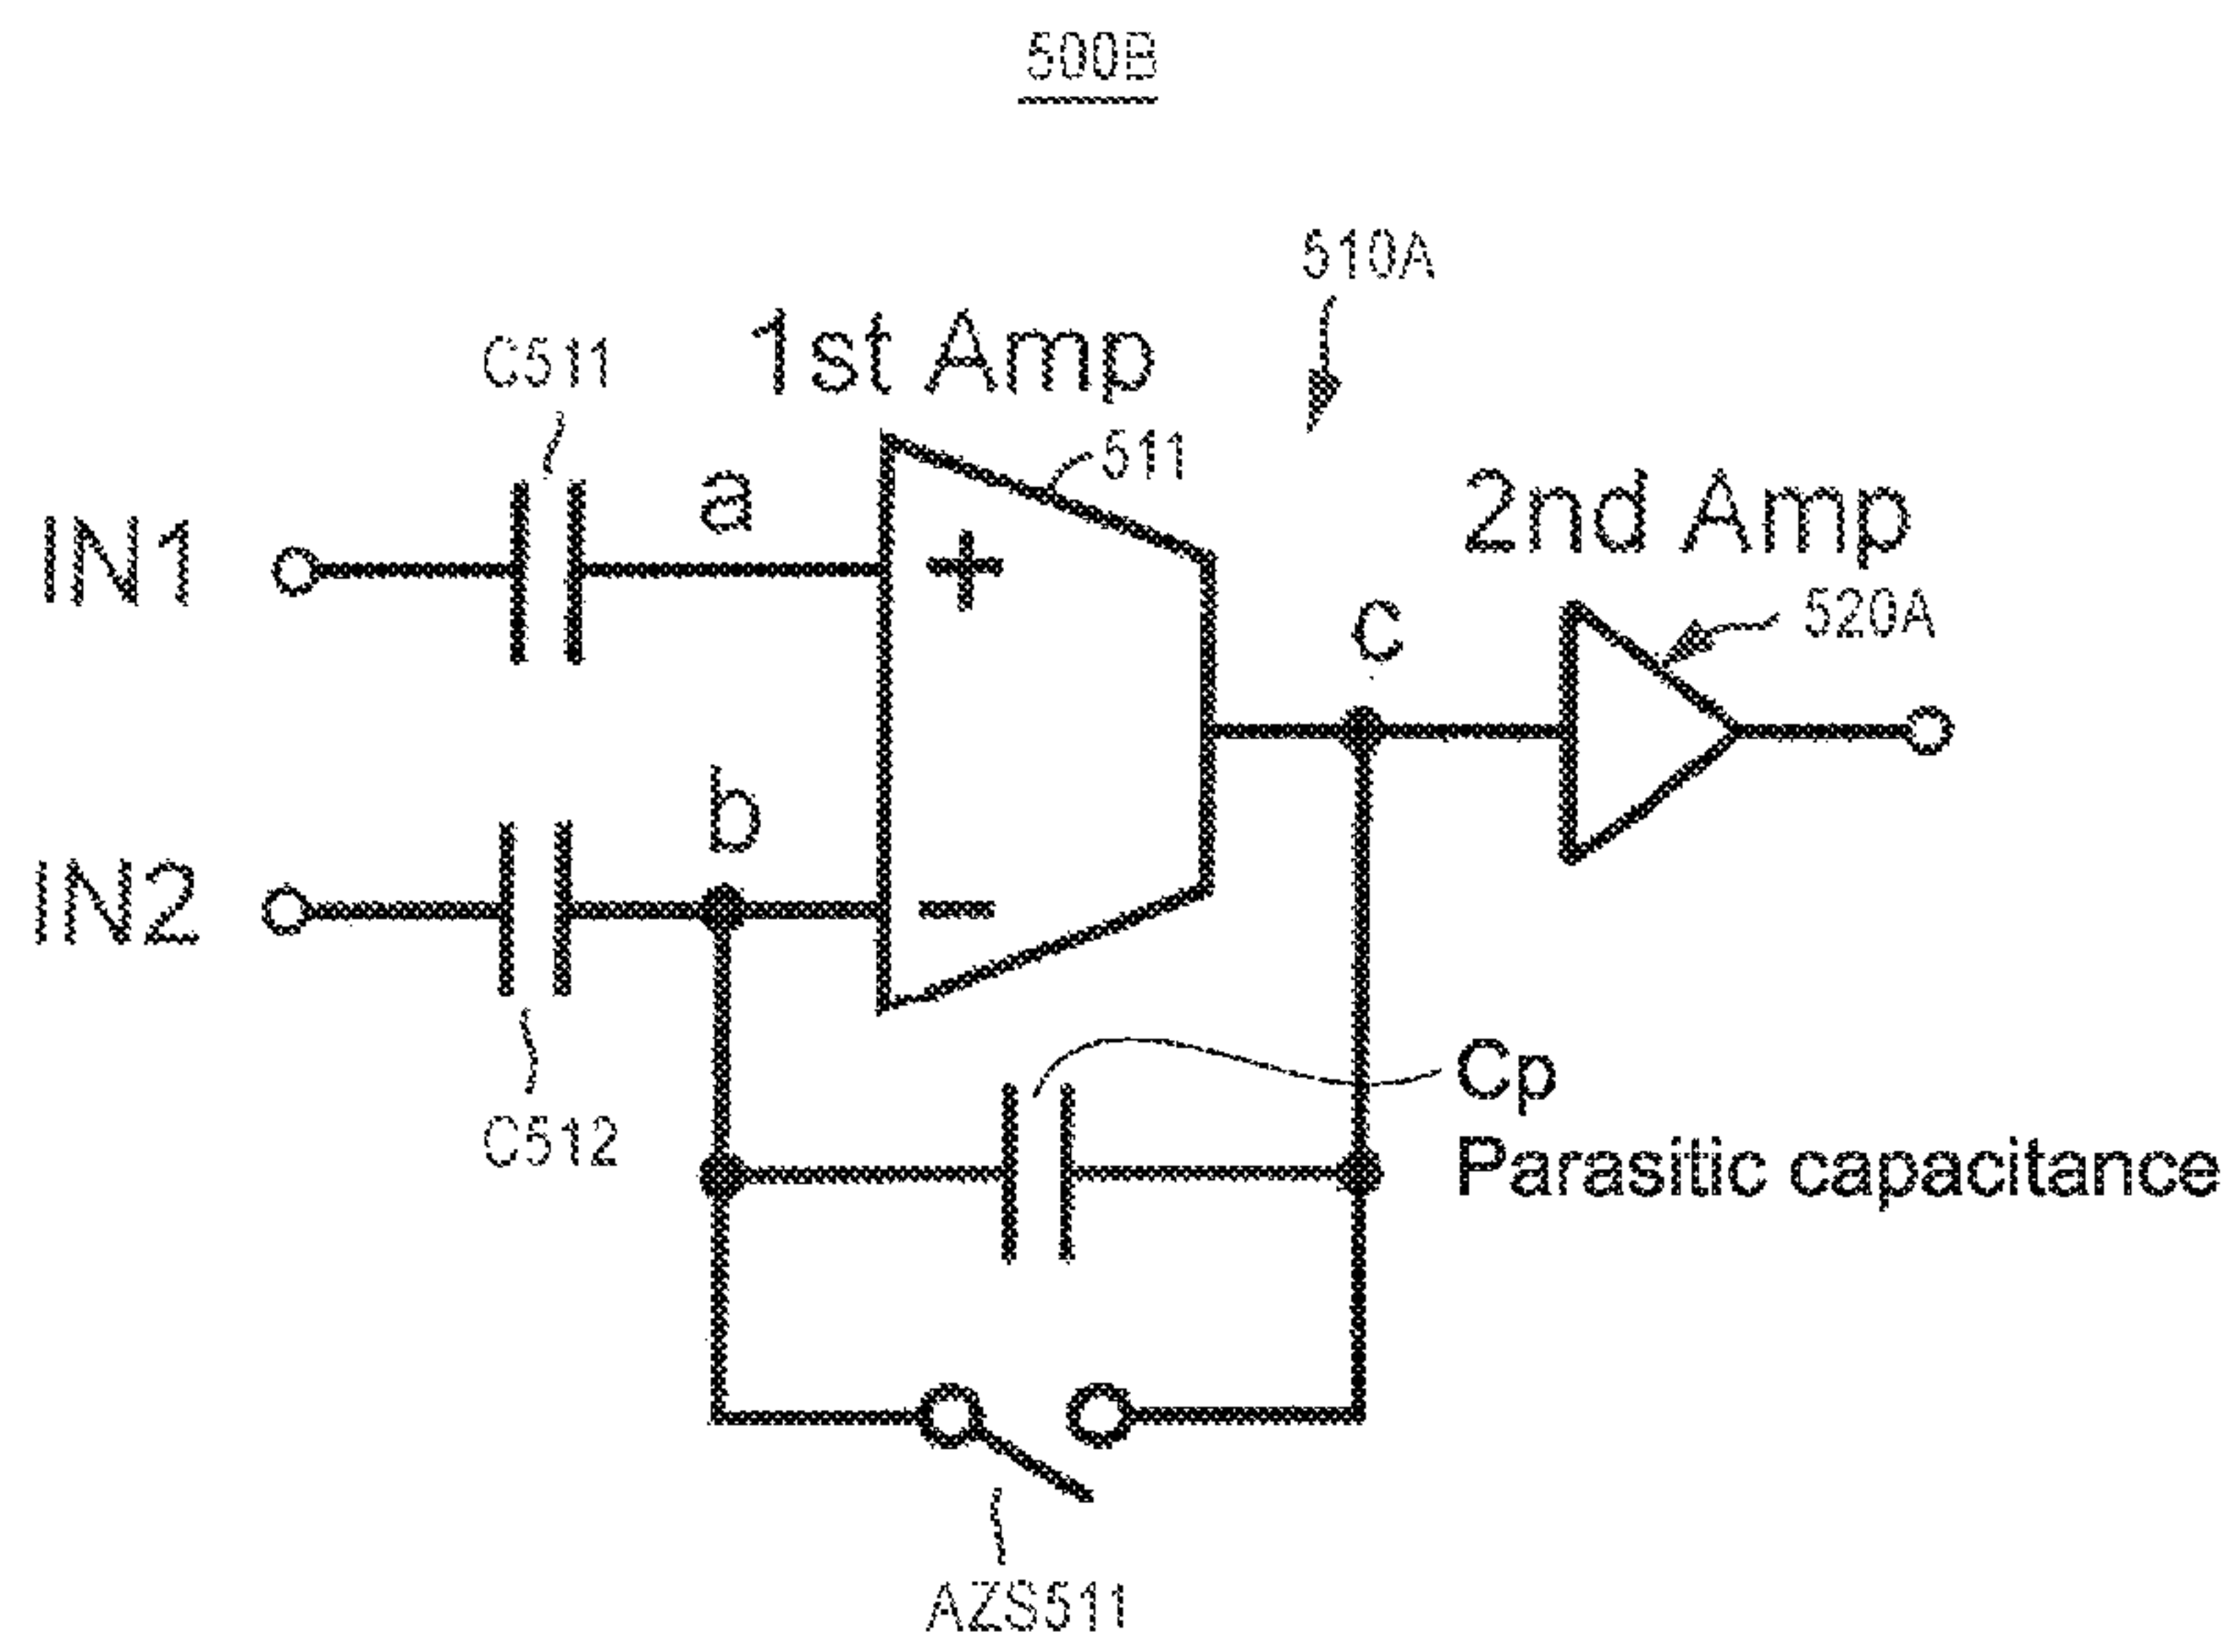 500B
510A
1st Amp
C511
511
a
2nd Amp
IN1
+
520A
c
b
IN2
−
Cp
C512
Parasitic capacitance
AZS511